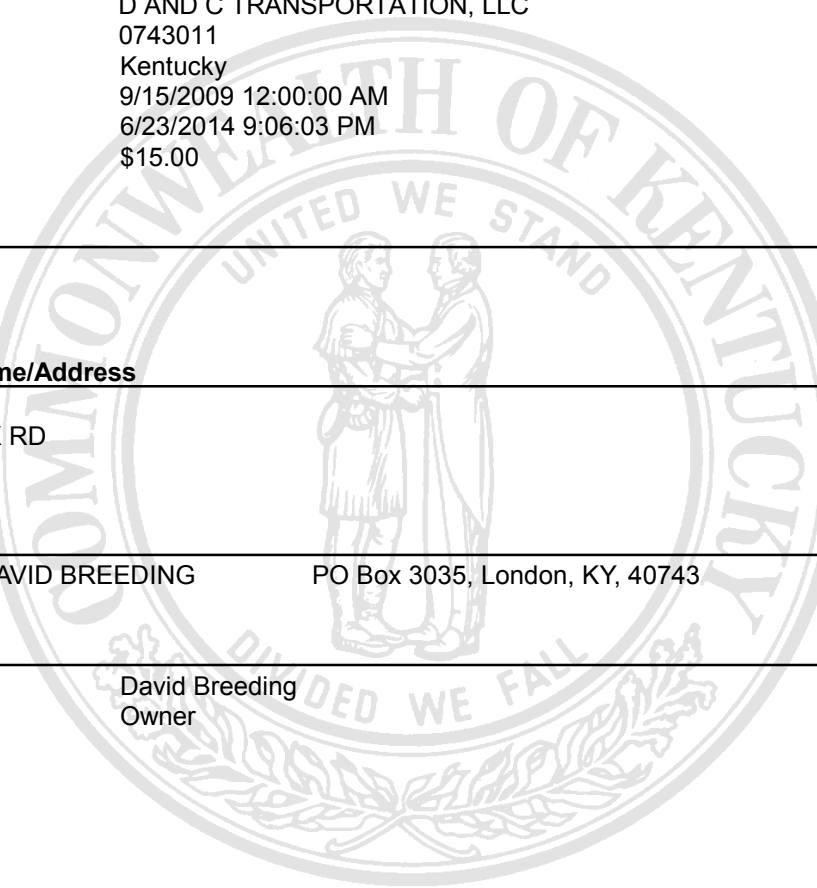 D AND C TRANSPORTATION, LLC
0743011
Kentucky
9/15/2009 12:00:00 AM
6/23/2014 9:06:03 PM
$15.00
COMMONWEALTH OF KENTUCKY
UNITED WE STAND
me/Address
RD
AVID BREEDING PO Box 3035, London, KY, 40743
DIVIDED WE FALL
David Breeding
Owner